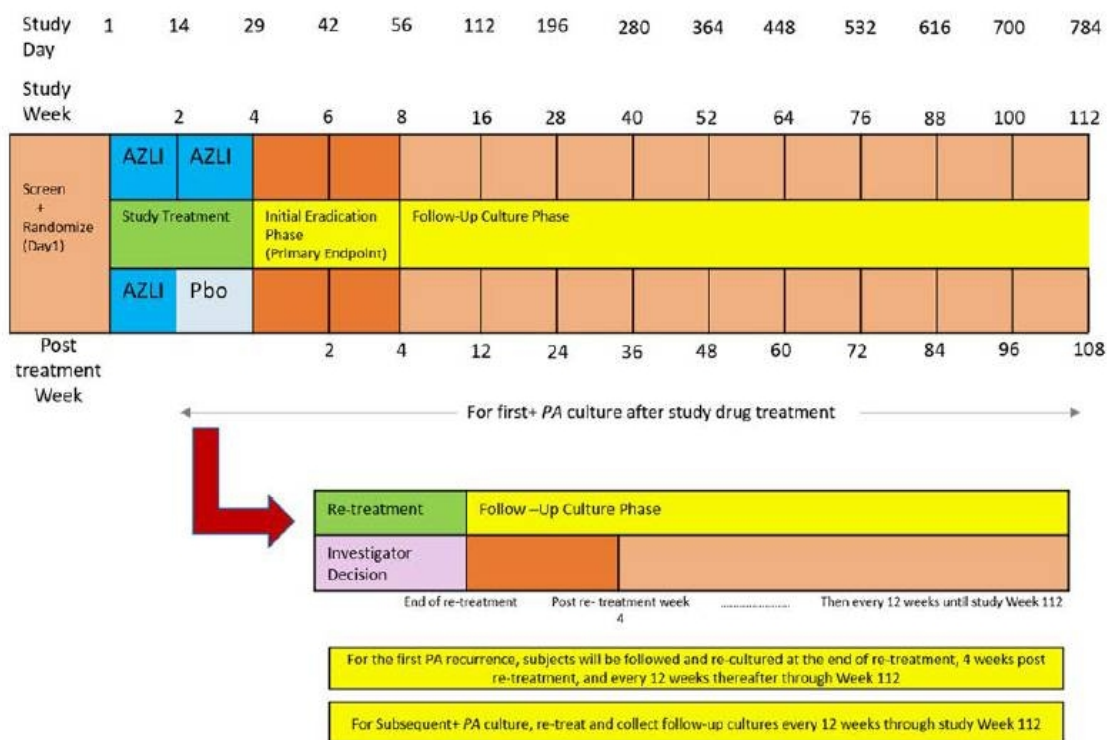 Study Day 1 14 29 42 56 112 196 280 364 448 532 616 700 784
Study Week 2 4 6 8 16 28 40 52 64 76 88 100 112
Screen
+
Randomize
(Day1)
AZLI AZLI
Study Treatment
Initial Eradication
Phase
(Primary Endpoint)
Follow-Up Culture Phase
AZLI Pbo
Post treatment Week 2 4 12 24 36 48 60 72 84 96 108
For first+ PA culture after study drug treatment
Re-treatment
Follow –Up Culture Phase
Investigator
Decision
End of re-treatment
Post re- treatment week
4
.....................
Then every 12 weeks until study Week 112
For the first PA recurrence, subjects will be followed and re-cultured at the end of re-treatment, 4 weeks post
re-treatment, and every 12 weeks thereafter through Week 112
For Subsequent+ PA culture, re-treat and collect follow-up cultures every 12 weeks through study Week 112